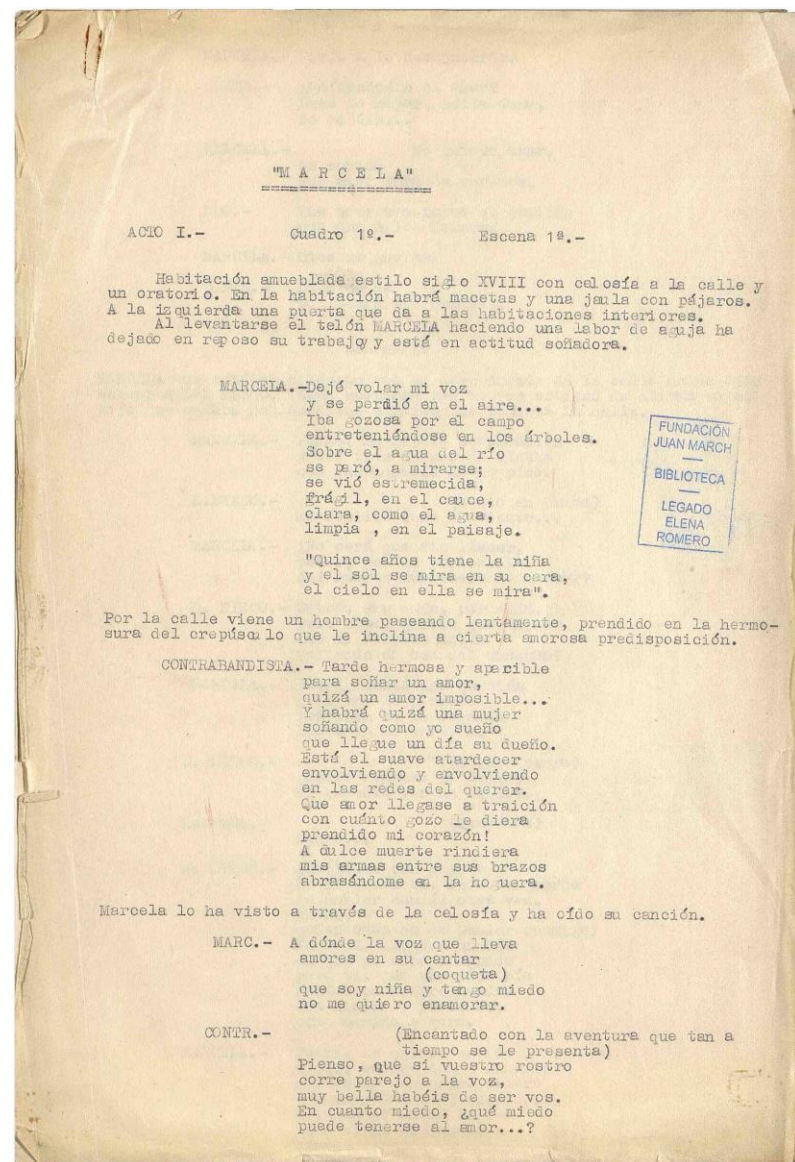 "M A R C E L A"
ACTO I.- Cuadro 1º.- Escena 1ª.-
Habitación amueblada estilo siglo XVIII con celosía a la calle y
un oratorio. En la habitación habrá macetas y una jaula con pájaros.
A la izquierda una puerta que da a las habitaciones interiores.
Al levantarse el telón MARCELA haciendo una labor de aguja ha
dejado en reposo su trabajo y está en actitud soñadora.
MARCELA.-Dejé volar mi voz
y se perdió en el aire...
Iba gozosa por el campo
entreteniéndose en los árboles.
Sobre el agua del río
se paró, a mirarse;
se vió estremecida,
frágil, en el cauce,
clara, como el agua,
limpia , en el paisaje.
"Quince años tiene la niña
y el sol se mira en su cara,
el cielo en ella se mira".
Por la calle viene un hombre paseando lentamente, prendido en la hermo-
sura del crepúsculo que le inclina a cierta amorosa predisposición.
CONTRABANDISTA.- Tarde hermosa y apacible
para soñar un amor,
quizá un amor imposible...
Y habrá quizá una mujer
soñando como yo sueño
que llegue un día su dueño.
Está el suave atardecer
envolviendo y envolviendo
en las redes del querer.
Que amor llegase a traición
con cuánto gozo le diera
prendido mi corazón!
A dulce muerte rindiera
mis armas entre sus brazos
abrasándome en la hoguera.
Marcela lo ha visto a través de la celosía y ha oído su canción.
MARC.- A dónde la voz que lleva
amores en su cantar
(coqueta)
que soy niña y tengo miedo
no me quiero enamorar.
CONTR.- (Encantado con la aventura que tan a
tiempo se le presenta)
Pienso, que si vuestro rostro
corre parejo a la voz,
muy bella habéis de ser vos.
En cuanto miedo, ¿qué miedo
puede tenerse al amor...?
FUNDACIÓN
JUAN MARCH
BIBLIOTECA
LEGADO
ELENA
ROMERO